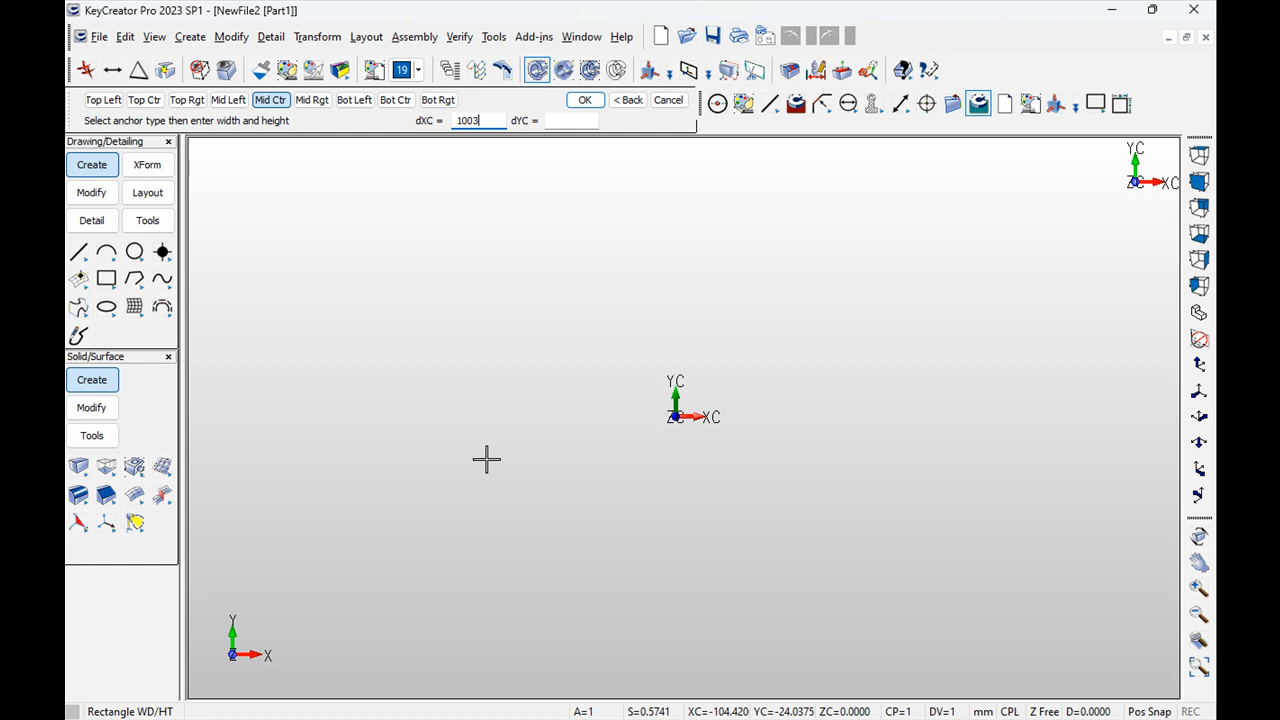 KeyCreator Pro 2023 SP1 - [NewFile2 [Part1]]
File Edit View Create Modify Detail Transform Layout Assembly Verify Tools Add-ins Window Help
19
Top Left Top Ctr Top Rgt Mid Left Mid Ctr Mid Rgt Bot Left Bot Ctr Bot Rgt OK < Back Cancel
Select anchor type then enter width and height dXC = 1003 dYC =
Drawing/Detailing
YC
Create XForm
ZC XC
Modify Layout
Detail Tools
Solid/Surface
Create
YC
Modify
ZC XC
Tools
Y
Z X
Rectangle WD/HT A=1 S=0.5741 XC=-104.420 YC=-24.0375 ZC=0.0000 CP=1 DV=1 mm CPL Z Free D=0.0000 Pos Snap REC